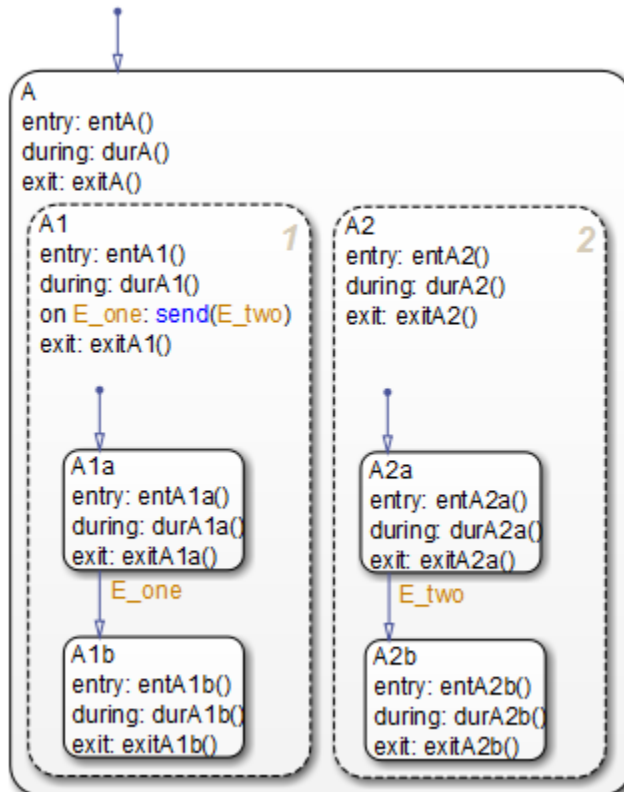 A
entry: entA()
during: durA()
exit: exitA()
A1
1
entry: entA1()
during: durA1()
on E_one: send(E_two)
exit: exitA1()
A1a
entry: entA1a()
during: durA1a()
exit: exitA1a()
E_one
A1b
entry: entA1b()
during: durA1b()
exit: exitA1b()
A2
2
entry: entA2()
during: durA2()
exit: exitA2()
A2a
entry: entA2a()
during: durA2a()
exit: exitA2a()
E_two
A2b
entry: entA2b()
during: durA2b()
exit: exitA2b()